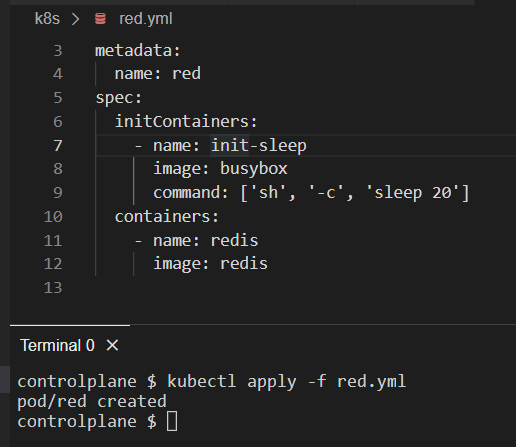 k8s > red.yml
3 metadata:
4 name: red
5 spec:
6 initContainers:
7 - name: init-sleep
8 image: busybox
9 command: ['sh', '-c', 'sleep 20']
10 containers:
11 - name: redis
12 image: redis
13
Terminal 0 ×
controlplane $ kubectl apply -f red.yml
pod/red created
controlplane $